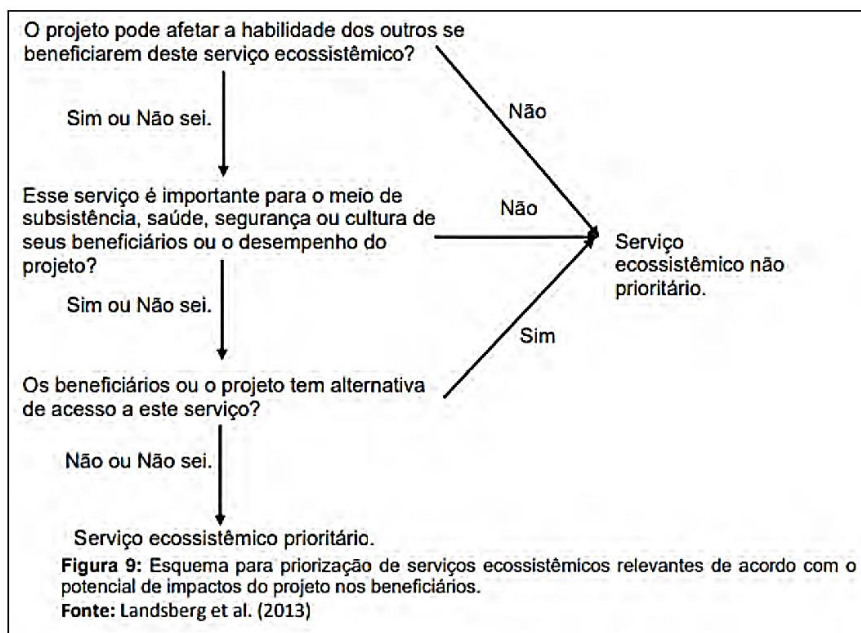 O projeto pode afetar a habilidade dos outros se
beneficiarem deste serviço ecossistêmico?
Não
Sim ou Não sei.
Esse serviço é importante para o meio de
subsistência, saúde, segurança ou cultura de
seus beneficiários ou o desempenho do
projeto?
Não
Serviço
ecossistêmico não
prioritário.
Sim ou Não sei.
Sim
Os beneficiários ou o projeto tem alternativa
de acesso a este serviço?
Não ou Não sei.
Serviço ecossistêmico prioritário.
Figura 9: Esquema para priorização de serviços ecossistêmicos relevantes de acordo com o
potencial de impactos do projeto nos beneficiários.
Fonte: Landsberg et al. (2013)